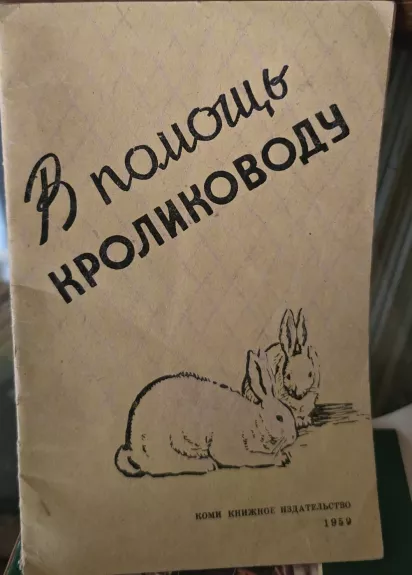 В помощь
КРОЛИКОВОДУ
КОМИ КНИЖНОЕ ИЗДАТЕЛЬСТВО
1959